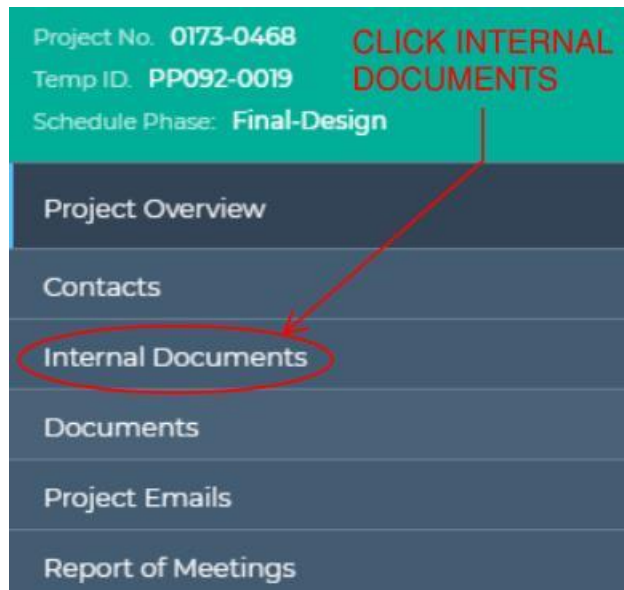 Project No. 0173-0468
CLICK INTERNAL
DOCUMENTS
Temp ID. PP092-0019
Schedule Phase: Final-Design
Project Overview
Contacts
Internal Documents
Documents
Project Emails
Report of Meetings